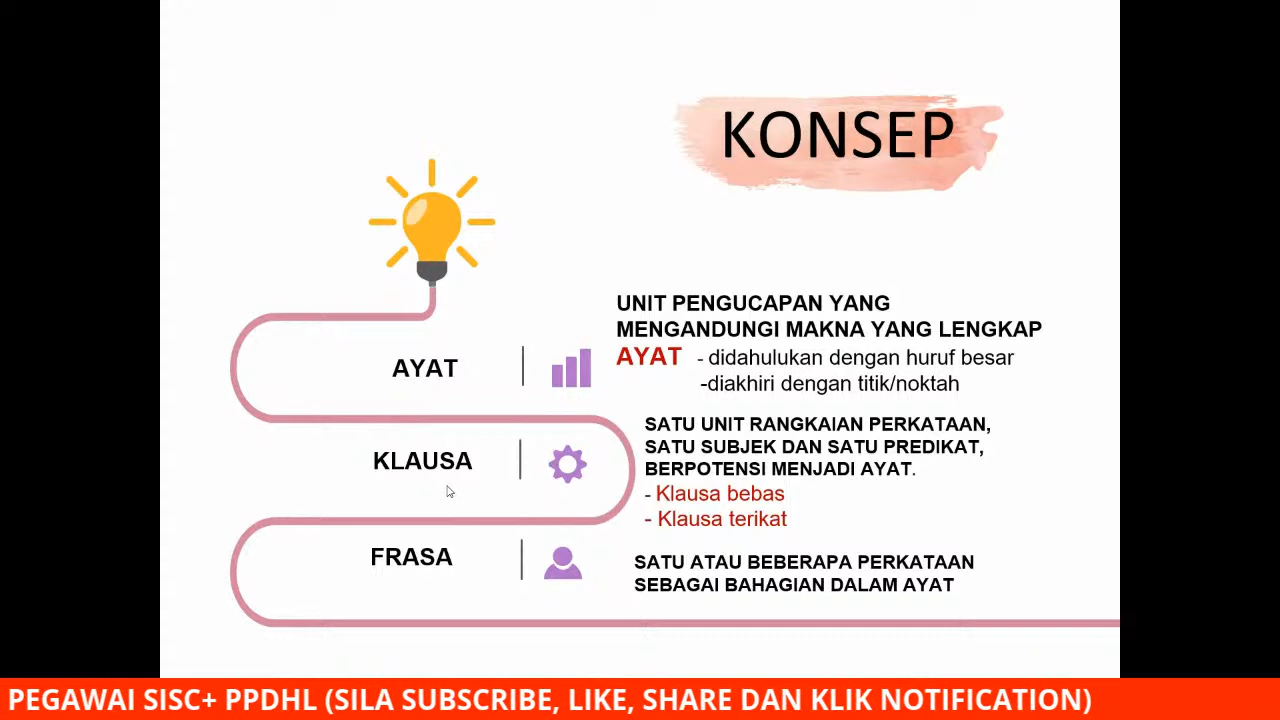 KONSEP
UNIT PENGUCAPAN YANG
MENGANDUNGI MAKNA YANG LENGKAP
AYAT
AYAT - didahulukan dengan huruf besar
-diakhiri dengan titik/noktah
KLAUSA
SATU UNIT RANGKAIAN PERKATAAN,
SATU SUBJEK DAN SATU PREDIKAT,
BERPOTENSI MENJADI AYAT.
- Klausa bebas
- Klausa terikat
FRASA
SATU ATAU BEBERAPA PERKATAAN
SEBAGAI BAHAGIAN DALAM AYAT
PEGAWAI SISC+ PPDHL (SILA SUBSCRIBE, LIKE, SHARE DAN KLIK NOTIFICATION)